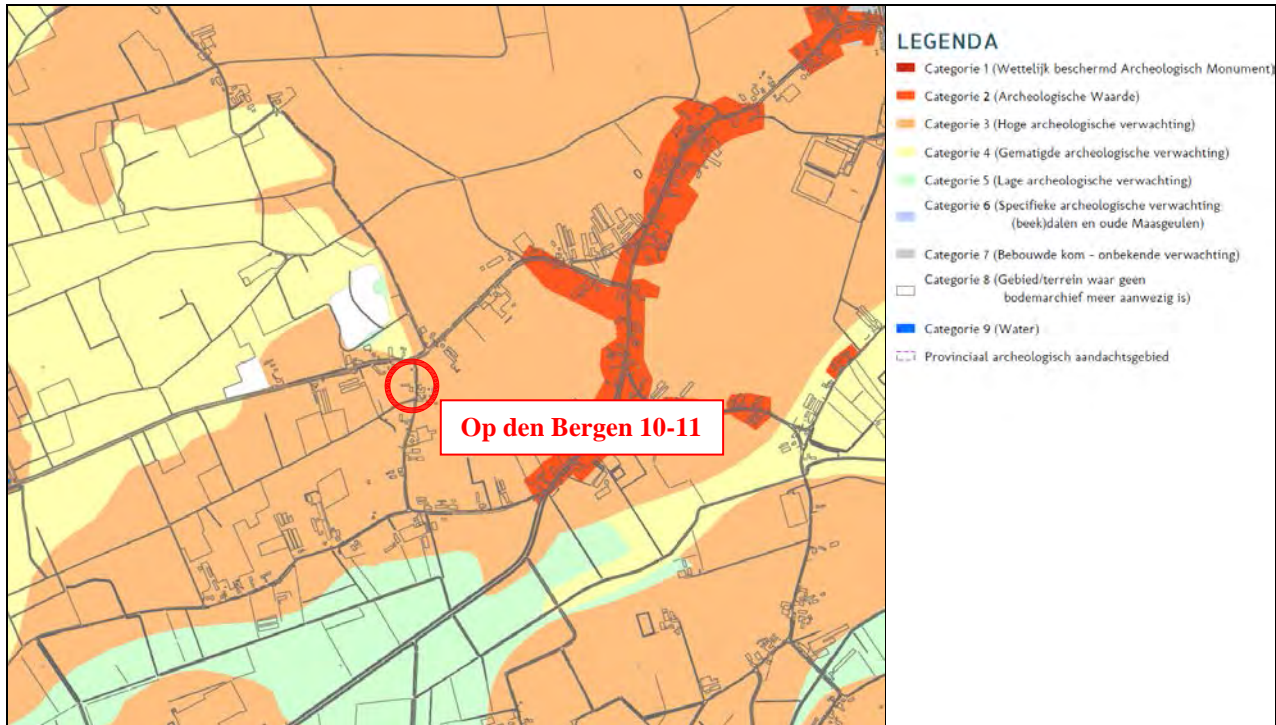 LEGENDA
Categorie 1 (Wettelijk beschermd Archeologisch Monument)
Categorie 2 (Archeologische Waarde)
Categorie 3 (Hoge archeologische verwachting)
Categorie 4 (Gematigde archeologische verwachting)
Categorie 5 (Lage archeologische verwachting)
Categorie 6 (Specifieke archeologische verwachting
(beek)dalen en oude Maasgeulen)
Categorie 7 (Bebouwde kom - onbekende verwachting)
Categorie 8 (Gebied/terrein waar geen
bodemarchief meer aanwezig is)
Categorie 9 (Water)
Provinciaal archeologisch aandachtsgebied
Op den Bergen 10-11